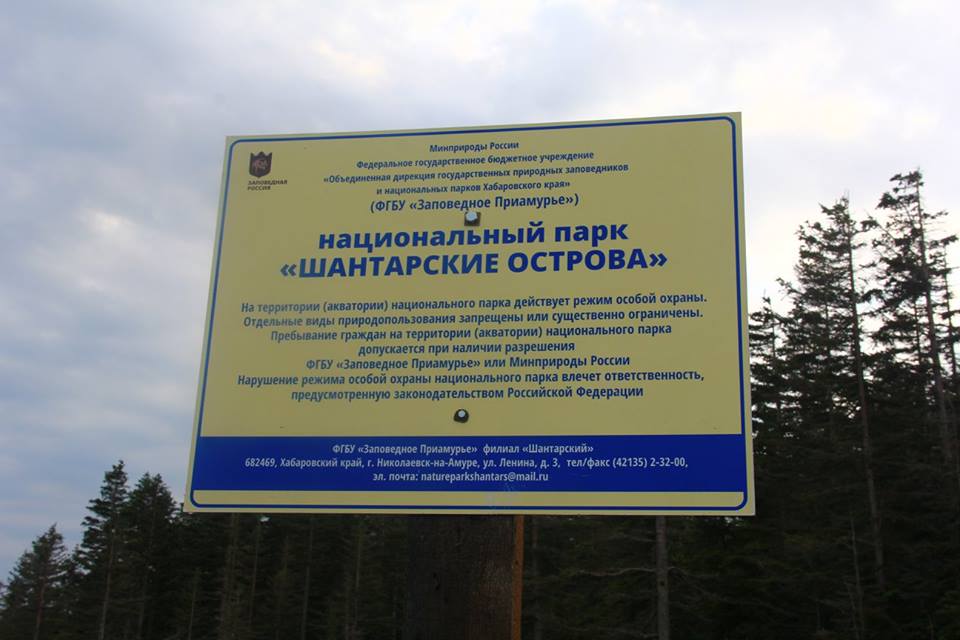 ЗАПОВЕДНАЯ
РОССИЯ
Минприроды России
Федеральное государственное бюджетное учреждение
«Объединенная дирекция государственных природных заповедников
и национальных парков Хабаровского края»
(ФГБУ «Заповедное Приамурье»)
национальный парк
«ШАНТАРСКИЕ ОСТРОВА»
На территории (акватории) национального парка действует режим особой охраны.
Отдельные виды природопользования запрещены или существенно ограничены.
Пребывание граждан на территории (акватории) национального парка
допускается при наличии разрешения
ФГБУ «Заповедное Приамурье» или Минприроды России
Нарушение режима особой охраны национального парка влечет ответственность,
предусмотренную законодательством Российской Федерации
ФГБУ «Заповедное Приамурье» филиал «Шантарский»
682469, Хабаровский край, г. Николаевск-на-Амуре, ул. Ленина, д. 3, тел/факс (42135) 2-32-00,
эл. почта: natureparkshantars@mail.ru